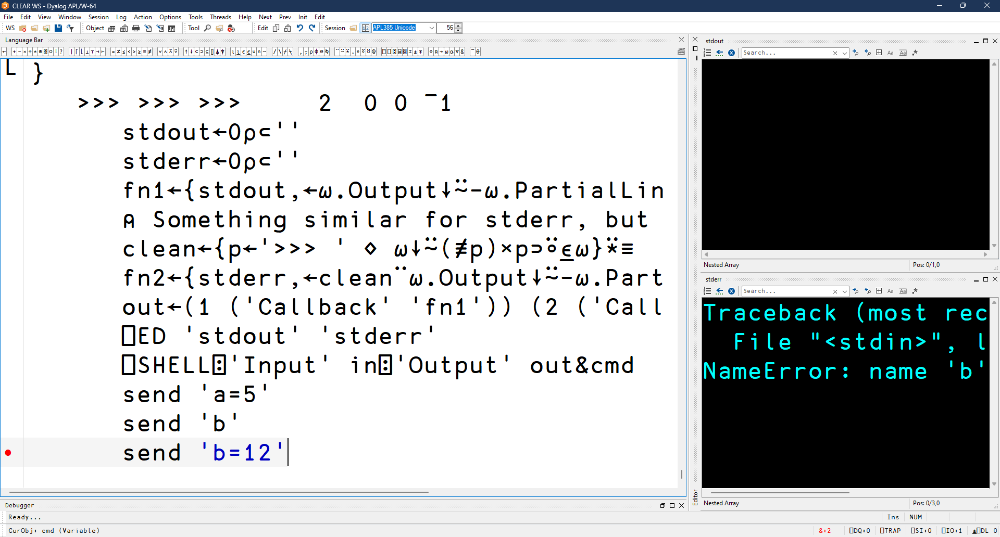 CLEAR WS - Dyalog APL/W-64
File Edit View Window Session Log Action Options Tools Threads Help Next Prev Init Edit
WS Object Tool Edit Session APL385 Unicode 56
Language Bar
}
>>> >>> >>> 2 0 0 ¯1
stdout←0⍴⊂''
stderr←0⍴⊂''
fn1←{stdout,←⍵.Output↓⍨-⍵.PartialLin
⍝ Something similar for stderr, but
clean←{p←'>>> ' ⋄ ⍵↓⍨(≢p)×p⊃⍤⍷⍵}⍣≡
fn2←{stderr,←clean¨⍵.Output↓⍨-⍵.Part
out←(1 ('Callback' 'fn1')) (2 ('Call
⎕ED 'stdout' 'stderr'
⎕SHELL⍠'Input' in⍠'Output' out&cmd
send 'a=5'
send 'b'
send 'b=12'
Debugger
Ready...
CurObj: cmd (Variable)
Editor
stdout
Search...
Nested Array Pos: 0/1,0
stderr
Search...
Traceback (most rec
File "<stdin>", l
NameError: name 'b'
Nested Array Pos: 0/3,0
Ins NUM
&:2 ⎕DQ:0 ⎕TRAP ⎕SI:0 ⎕IO:1 ⎕DL 0